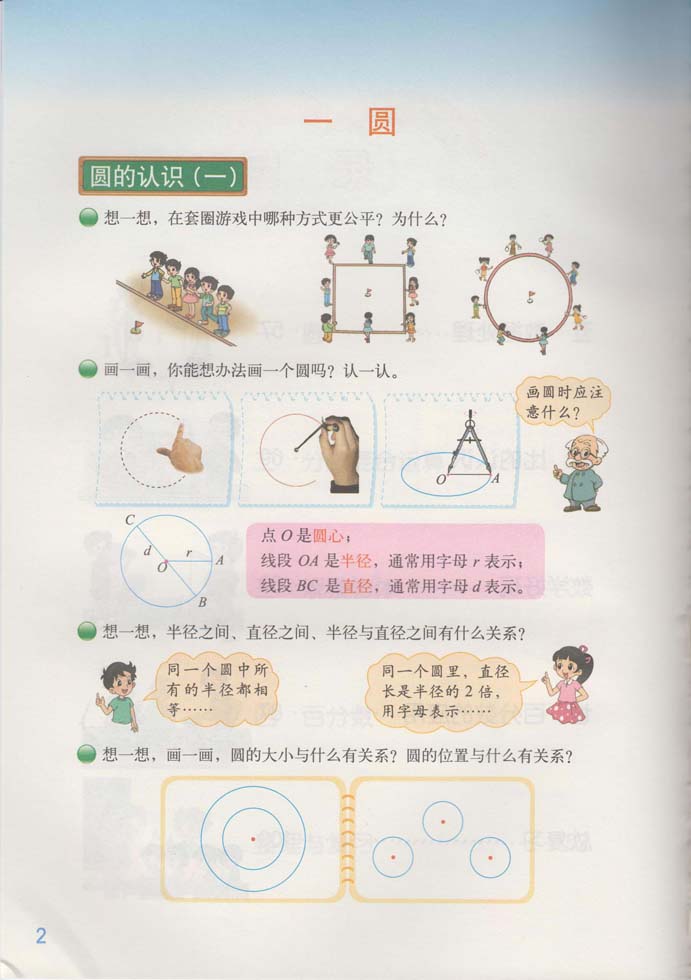 一 圆
圆的认识（一）
想一想，在套圈游戏中哪种方式更公平？为什么？
画一画，你能想办法画一个圆吗？认一认。
画圆时应注
意什么？
O A
C
d r
O A
B
点 O 是圆心；
线段 OA 是半径，通常用字母 r 表示；
线段 BC 是直径，通常用字母 d 表示。
想一想，半径之间、直径之间、半径与直径之间有什么关系？
同一个圆中所
有的半径都相
等……
同一个圆里，直径
长是半径的 2 倍，
用字母表示……
想一想，画一画，圆的大小与什么有关系？圆的位置与什么有关系？
2